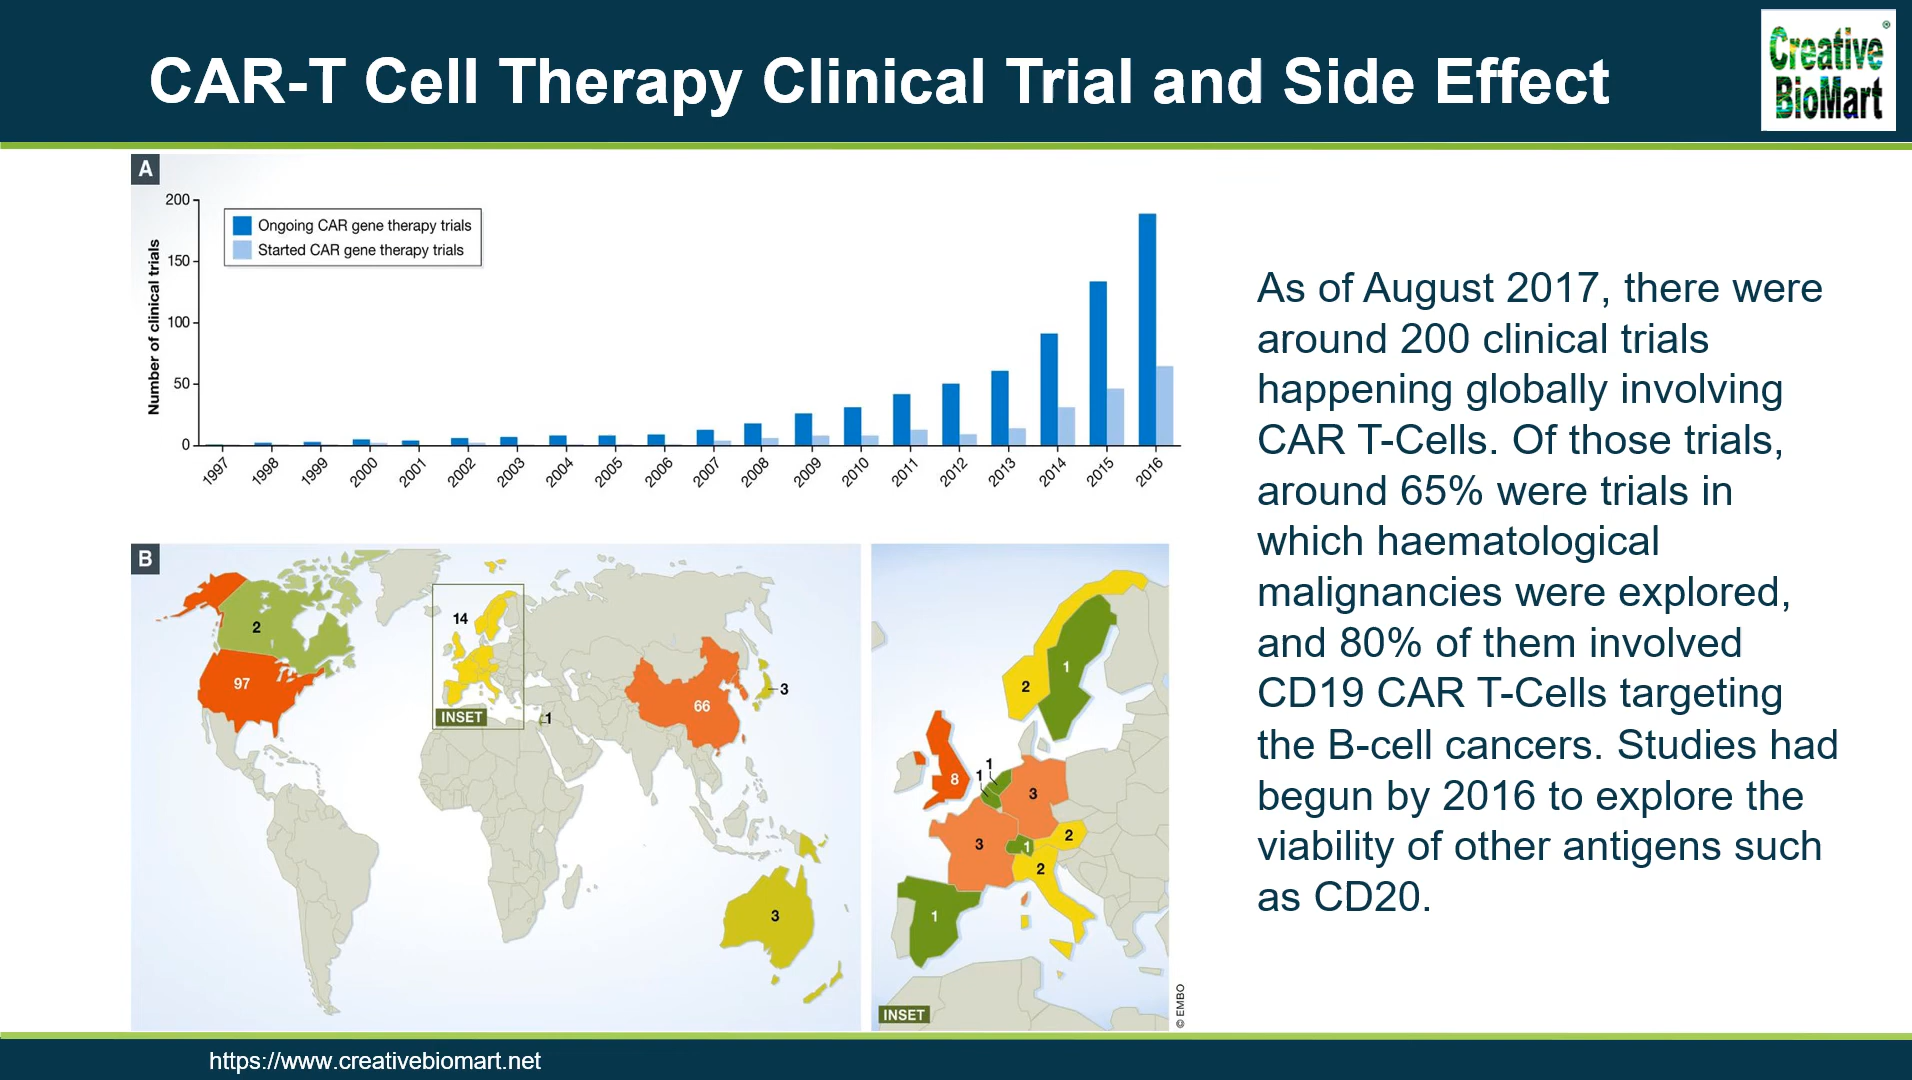 CAR-T Cell Therapy Clinical Trial and Side Effect
Creative®
BioMart
A
Number of clinical trials
200
150
100
50
0
Ongoing CAR gene therapy trials
Started CAR gene therapy trials
1997 1998 1999 2000 2001 2002 2003 2004 2005 2006 2007 2008 2009 2010 2011 2012 2013 2014 2015 2016
B
2
97
14
INSET
1
66
3
3
2
1
8
1
1
3
3
1
2
2
1
INSET
© EMBO
As of August 2017, there were
around 200 clinical trials
happening globally involving
CAR T-Cells. Of those trials,
around 65% were trials in
which haematological
malignancies were explored,
and 80% of them involved
CD19 CAR T-Cells targeting
the B-cell cancers. Studies had
begun by 2016 to explore the
viability of other antigens such
as CD20.
https://www.creativebiomart.net